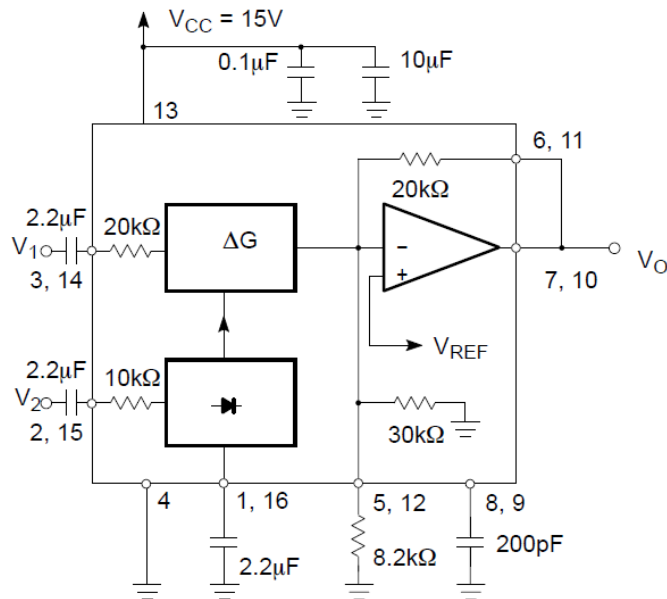 VCC = 15V
0.1μF
10μF
13
6, 11
20kΩ
2.2μF
20kΩ
ΔG
V1
3, 14
−
+
VO
7, 10
VREF
2.2μF
10kΩ
V2
2, 15
30kΩ
4
1, 16
5, 12
8, 9
2.2μF
8.2kΩ
200pF